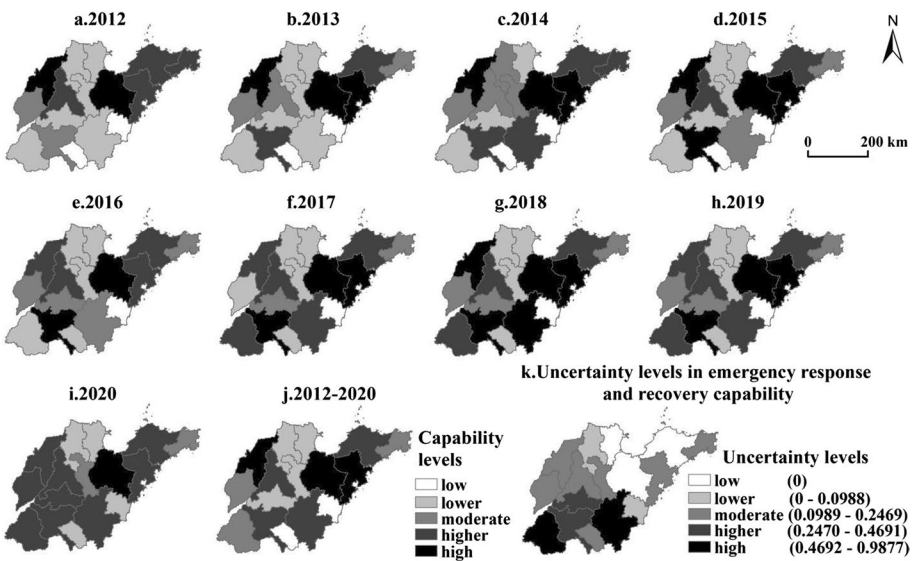 a.2012
b.2013
c.2014
d.2015
N
0 200 km
e.2016
f.2017
g.2018
h.2019
k.Uncertainty levels in emergency response
and recovery capability
i.2020
j.2012-2020
Capability
levels
low
lower
moderate
higher
high
Uncertainty levels
low (0)
lower (0 - 0.0988)
moderate (0.0989 - 0.2469)
higher (0.2470 - 0.4691)
high (0.4692 - 0.9877)